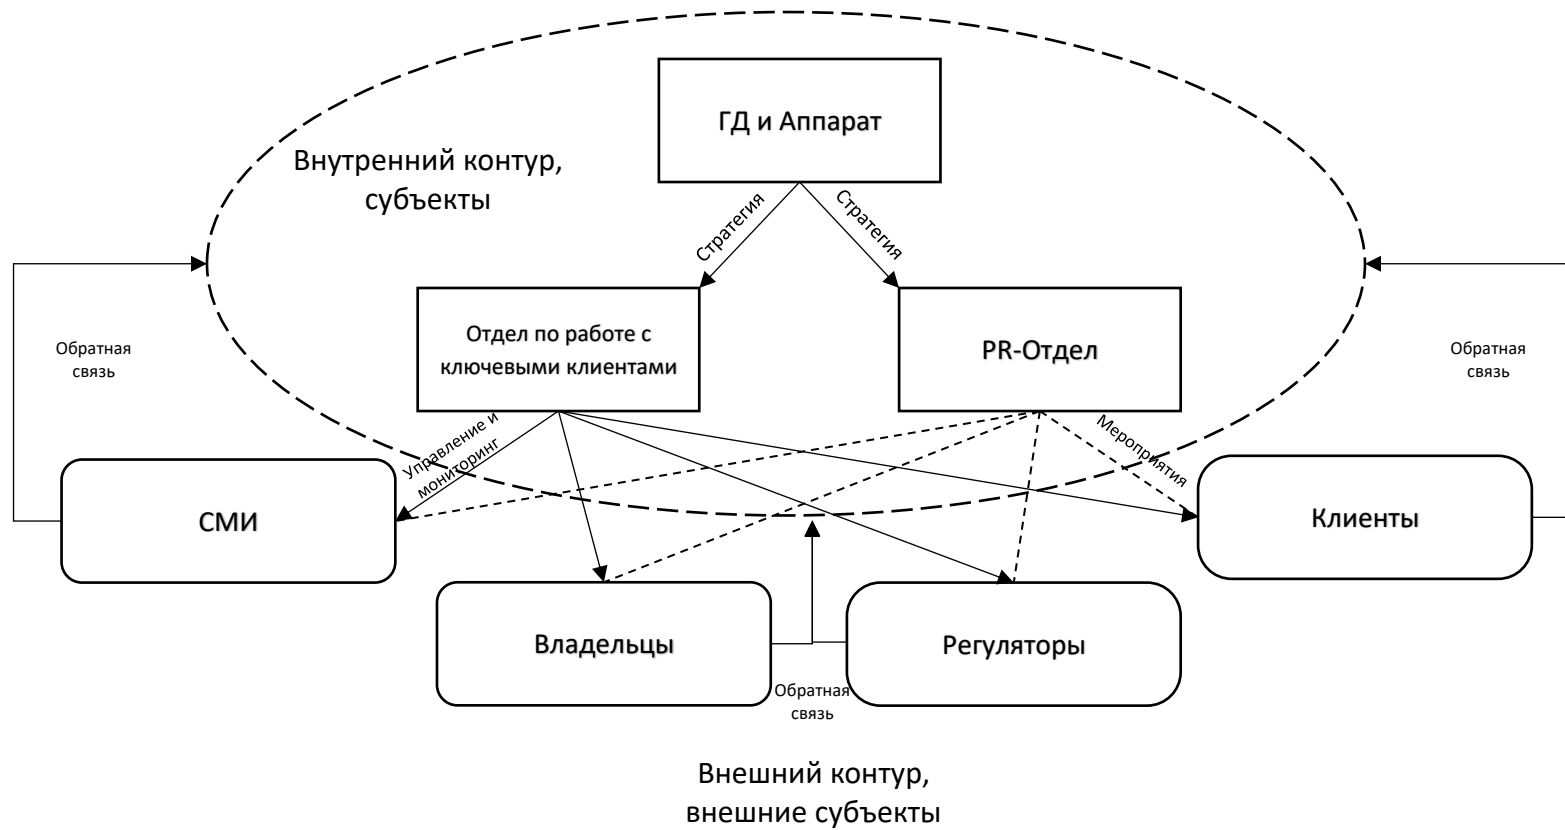 ГД и Аппарат
Внутренний контур,
субъекты
Стратегия
Стратегия
Отдел по работе с
ключевыми клиентами
PR-Отдел
Обратная
связь
Обратная
связь
Управление и
мониторинг
Мероприятия
СМИ
Клиенты
Владельцы
Регуляторы
Обратная
связь
Внешний контур,
внешние субъекты